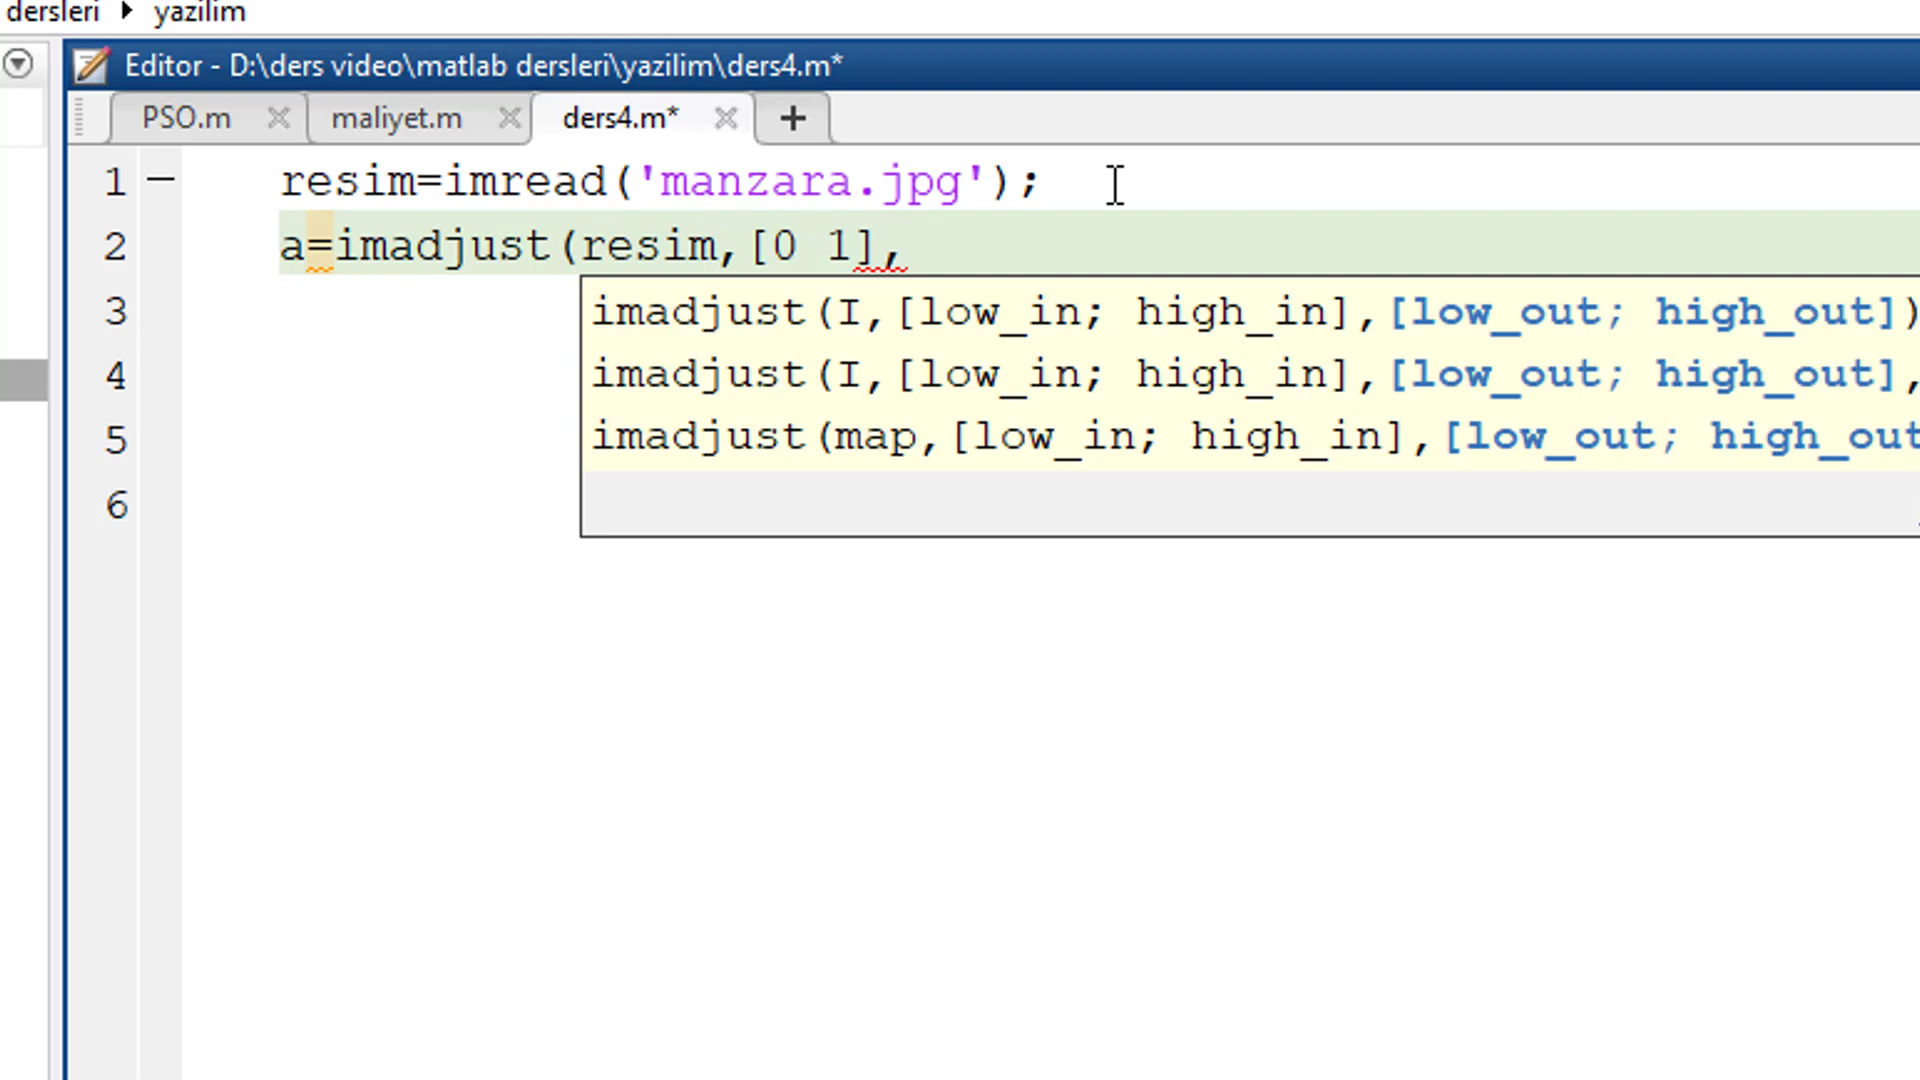 dersleri ▸ yazilim
Editor - D:\ders video\matlab dersleri\yazilim\ders4.m*
PSO.m maliyet.m ders4.m* +
1 resim=imread('manzara.jpg');
2 a=imadjust(resim,[0 1],
3 imadjust(I,[low_in; high_in],[low_out; high_out])
4 imadjust(I,[low_in; high_in],[low_out; high_out],
5 imadjust(map,[low_in; high_in],[low_out; high_out
6